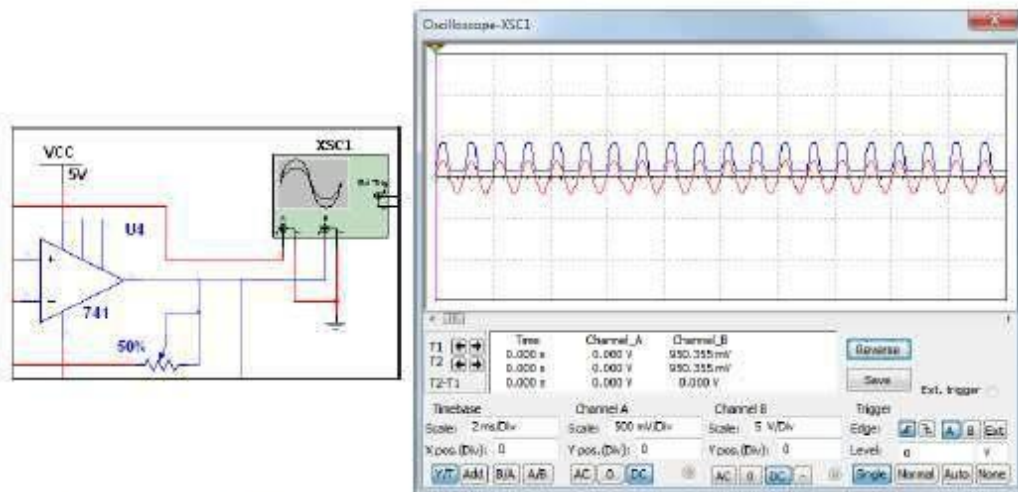 VCC
5V
U4
741
50%
XSC1
Oscilloscope-XSC1
Time Channel_A Channel_B
T1 0.000 s 0.000 V 950.355 mV
T2 0.000 s 0.000 V 950.355 mV
T2-T1 0.000 s 0.000 V 0.000 V
Reverse
Save
Ext. trigger
Timebase Channel A Channel B Trigger
Scale: 2 ms/Div Scale: 500 mV/Div Scale: 5 V/Div Edge: A B Ext
X pos.(Div): 0 Y pos.(Div): 0 Y pos.(Div): 0 Level: 0 V
Y/T Add B/A A/B AC 0 DC AC 0 DC - Single Normal Auto None